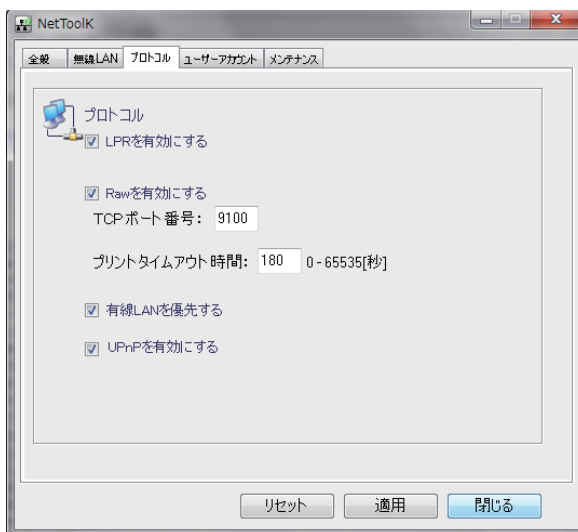 NetToolK
全般 無線LAN プロトコル ユーザーアカウント メンテナンス
プロトコル
LPRを有効にする
Rawを有効にする
TCPポート番号: 9100
プリントタイムアウト時間: 180 0-65535[秒]
有線LANを優先する
UPnPを有効にする
リセット 適用 閉じる